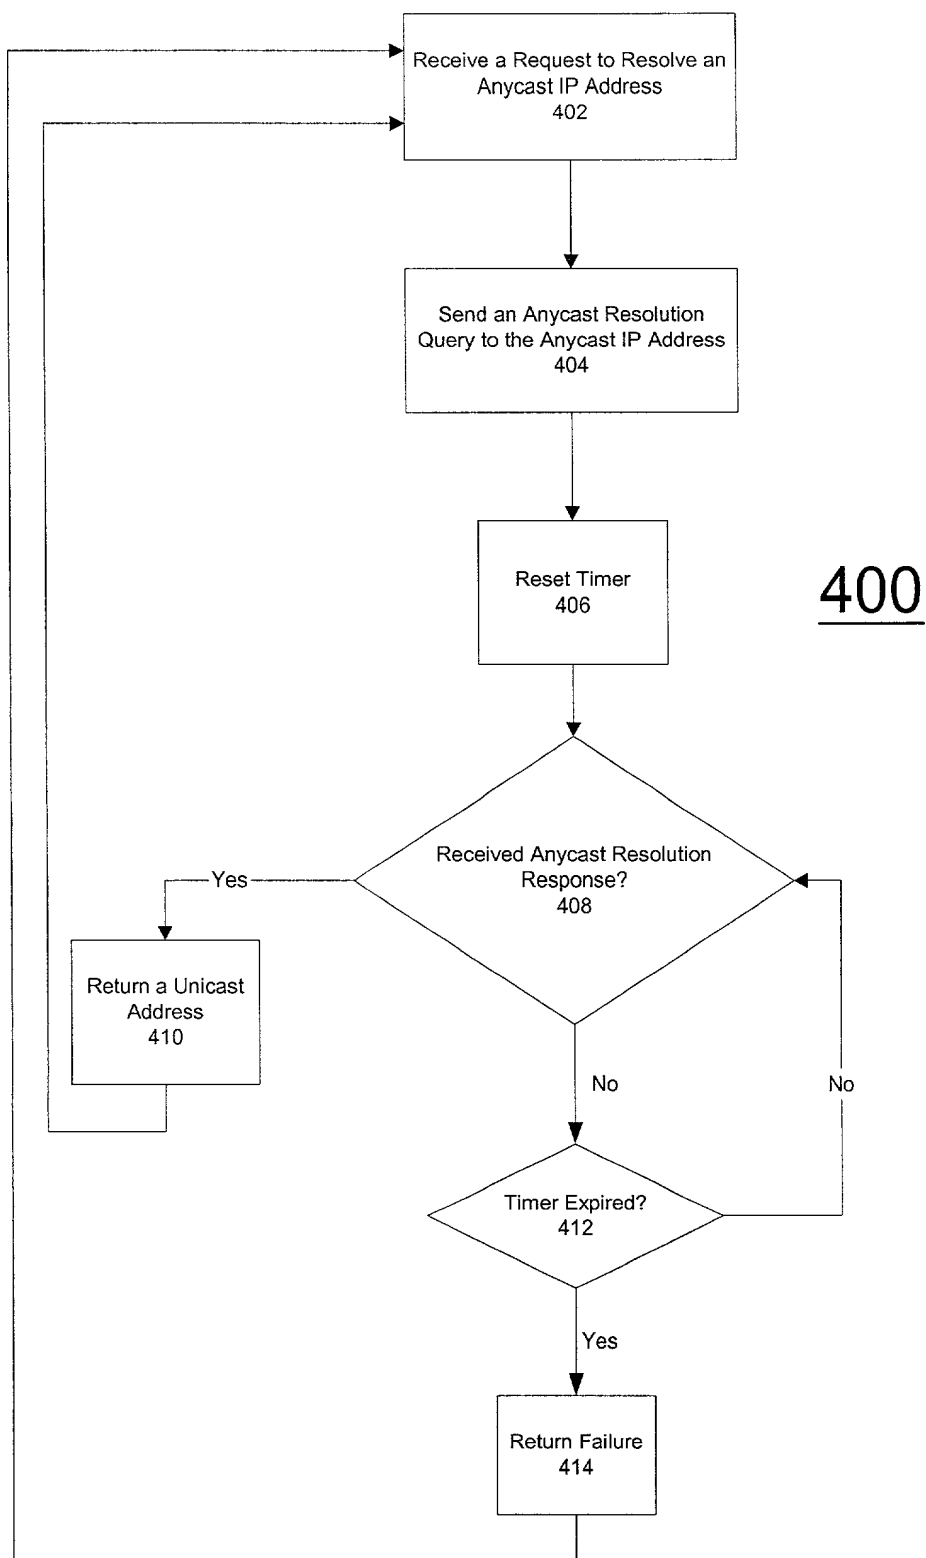 Receive a Request to Resolve an
Anycast IP Address
402
Send an Anycast Resolution
Query to the Anycast IP Address
404
Reset Timer
406
400
Received Anycast Resolution
Response?
408
Yes
Return a Unicast
Address
410
No
No
Timer Expired?
412
Yes
Return Failure
414